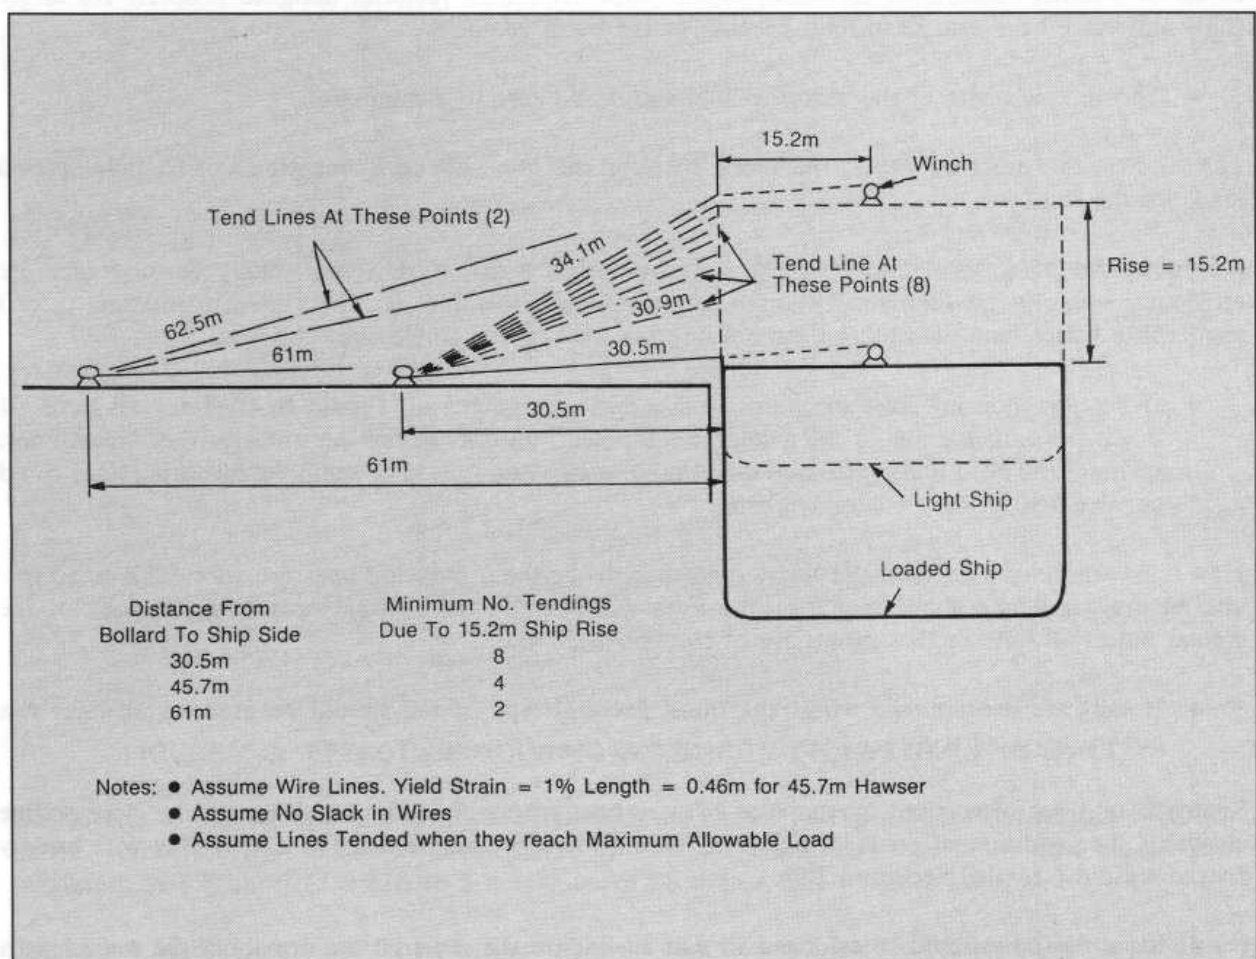 15.2m
Winch
Tend Lines At These Points (2)
34.1m
Tend Line At
These Points (8)
Rise = 15.2m
62.5m
30.9m
61m
30.5m
30.5m
61m
Light Ship
Loaded Ship
Distance From
Bollard To Ship Side
Minimum No. Tendings
Due To 15.2m Ship Rise
30.5m 8
45.7m 4
61m 2
Notes: ● Assume Wire Lines. Yield Strain = 1% Length = 0.46m for 45.7m Hawser
● Assume No Slack in Wires
● Assume Lines Tended when they reach Maximum Allowable Load